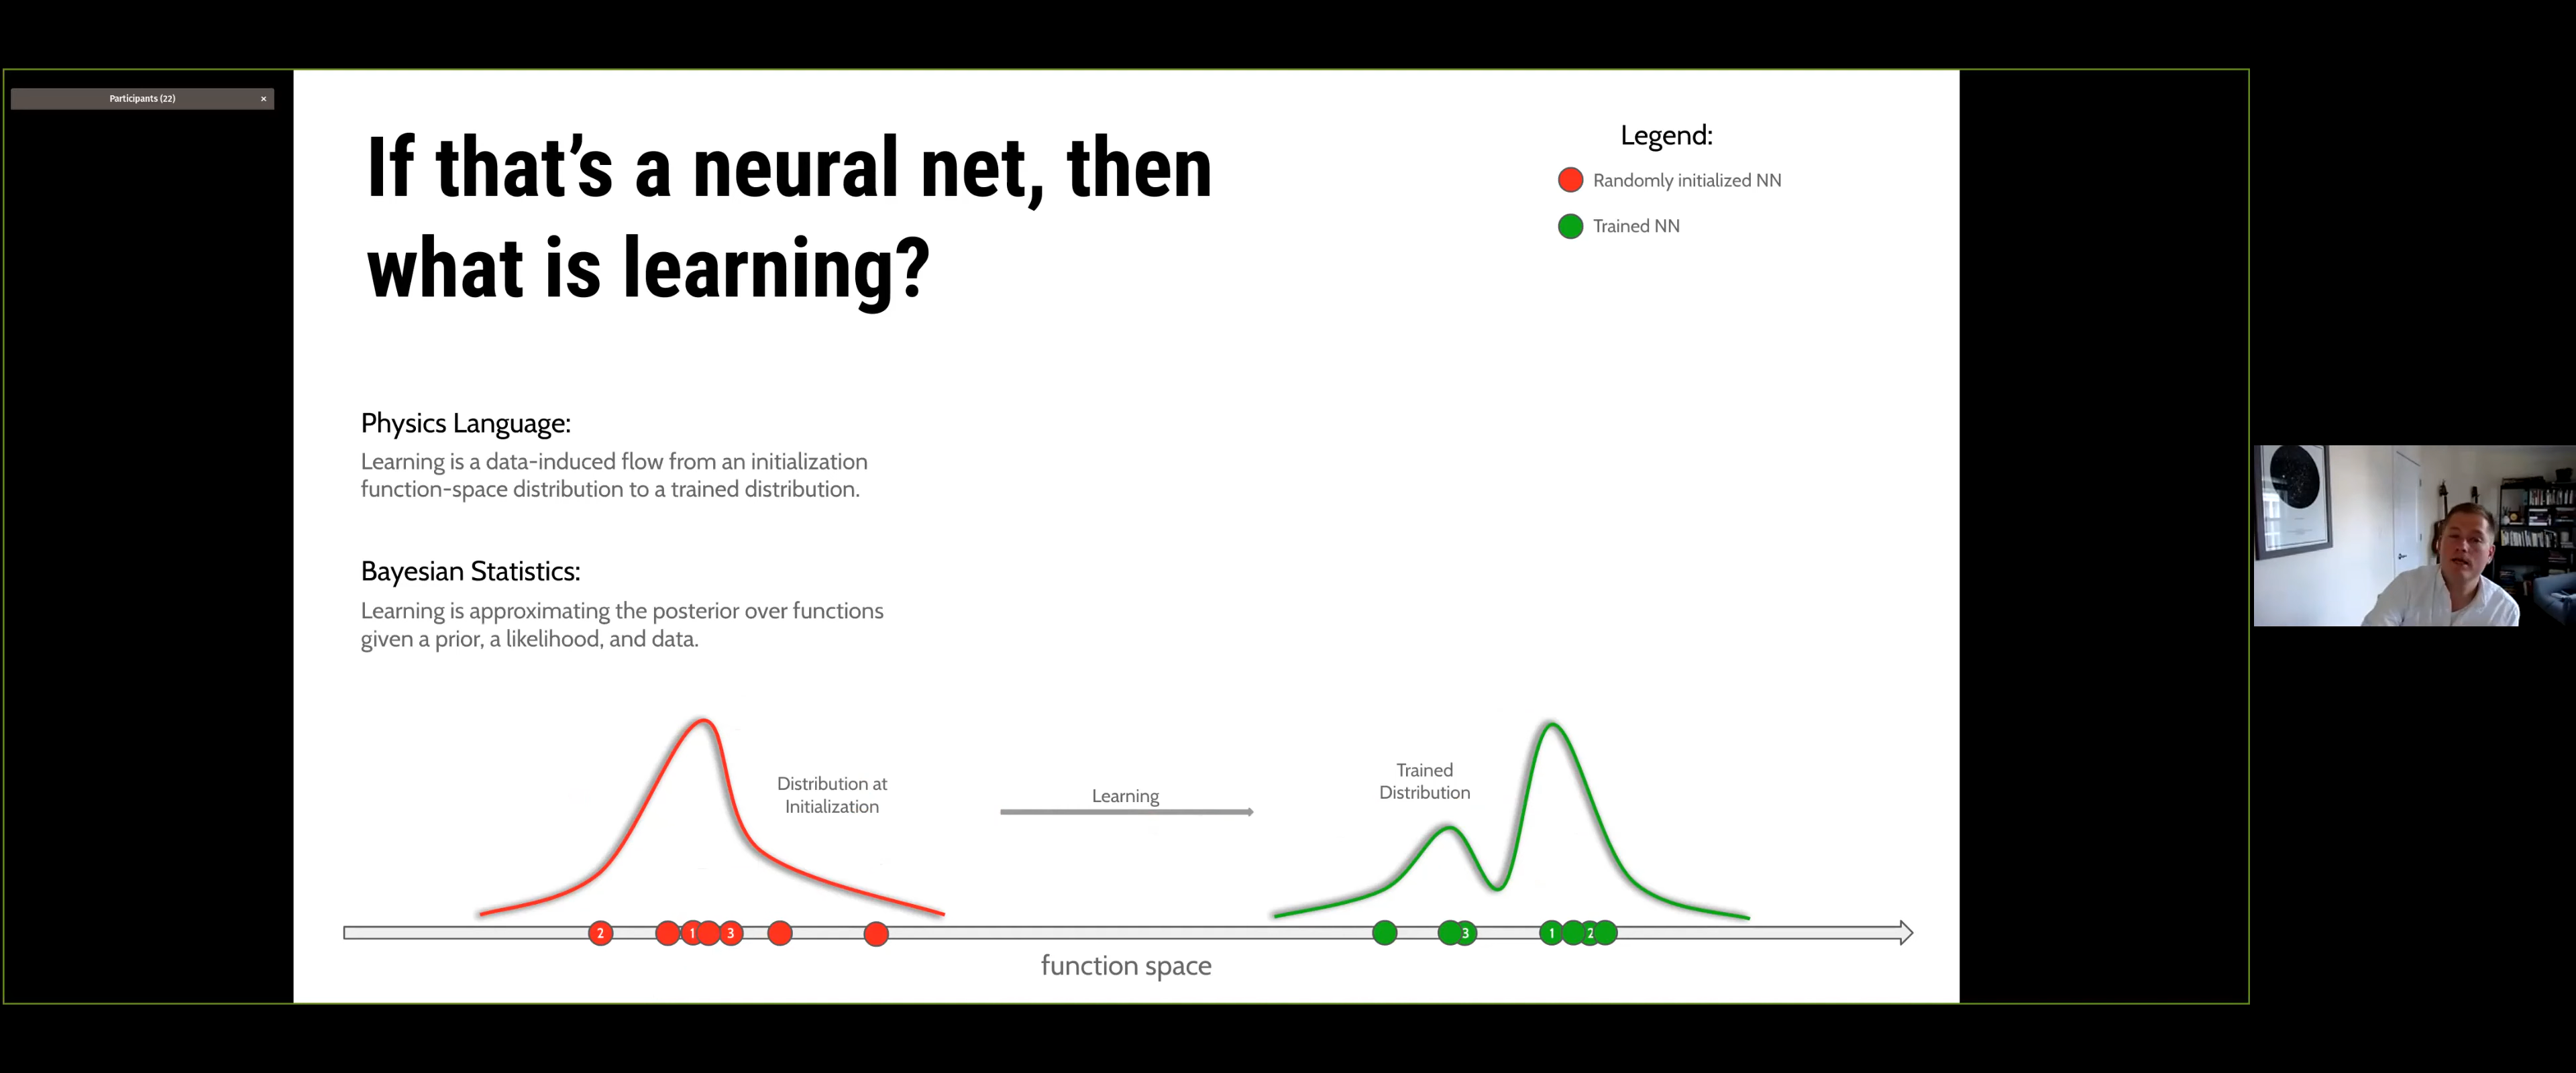 Participants (22)
×
If that's a neural net, then
what is learning?
Legend:
Randomly initialized NN
Trained NN
Physics Language:
Learning is a data-induced flow from an initialization
function-space distribution to a trained distribution.
Bayesian Statistics:
Learning is approximating the posterior over functions
given a prior, a likelihood, and data.
Distribution at
Initialization
Learning
Trained
Distribution
2 1 3 3 1 2
function space